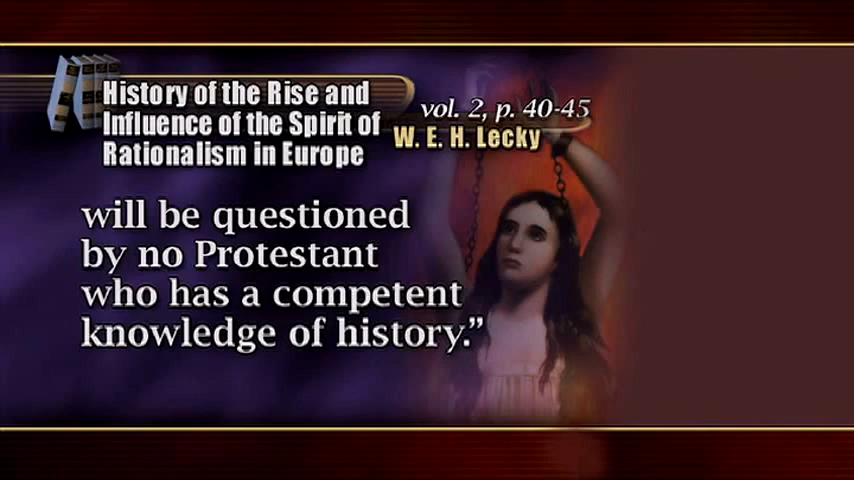 History of the Rise and
Influence of the Spirit of
Rationalism in Europe
vol. 2, p. 40-45
W. E. H. Lecky
will be questioned
by no Protestant
who has a competent
knowledge of history.”